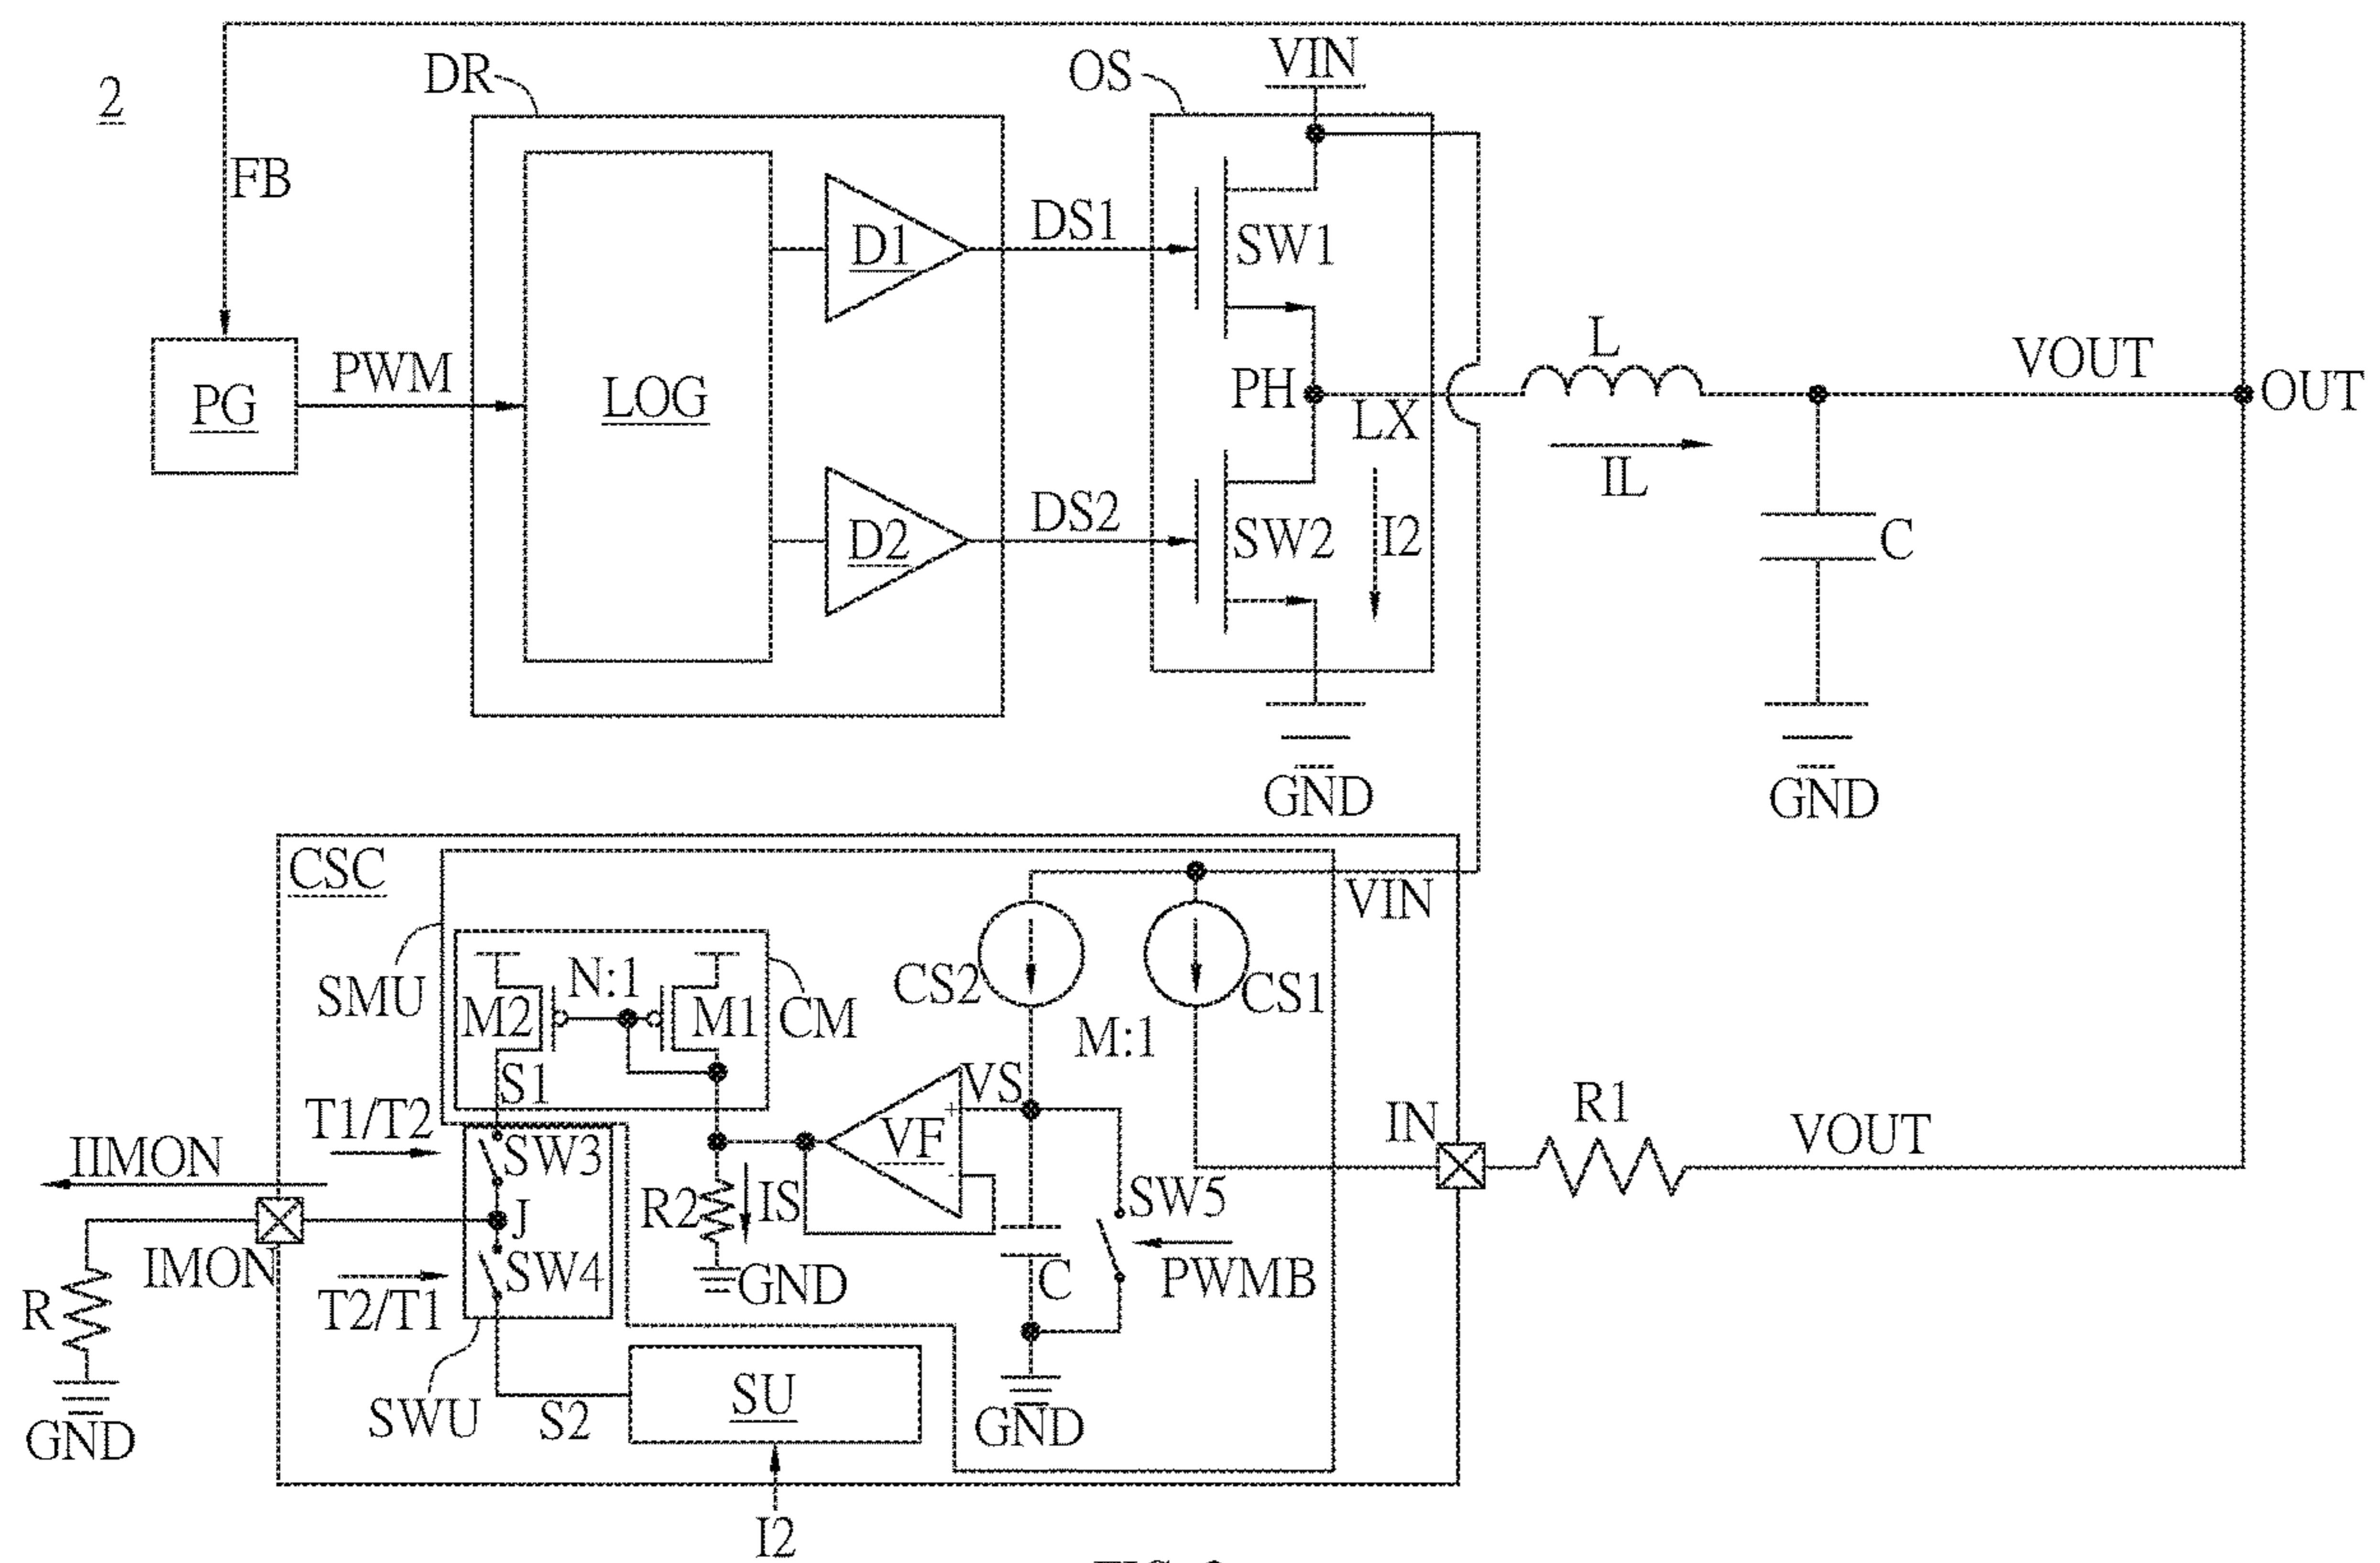 2
DR
OS
VIN
FB
D1
DS1
SW1
PG
PWM
LOG
PH
LX
L
IL
VOUT
OUT
D2
DS2
SW2
I2
C
GND
GND
CSC
VIN
SMU
M2
N:1
M1
CM
CS2
CS1
M:1
S1
VS
VF
+
-
T1/T2
SW3
IIMON
J
R2
IS
SW5
PWMB
IN
R1
VOUT
IMON
SW4
GND
C
R
T2/T1
GND
SWU
S2
SU
GND
I2